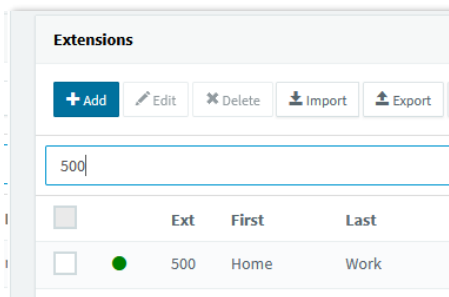 Extensions
+ Add Edit Delete Import Export
500
Ext First Last
500 Home Work